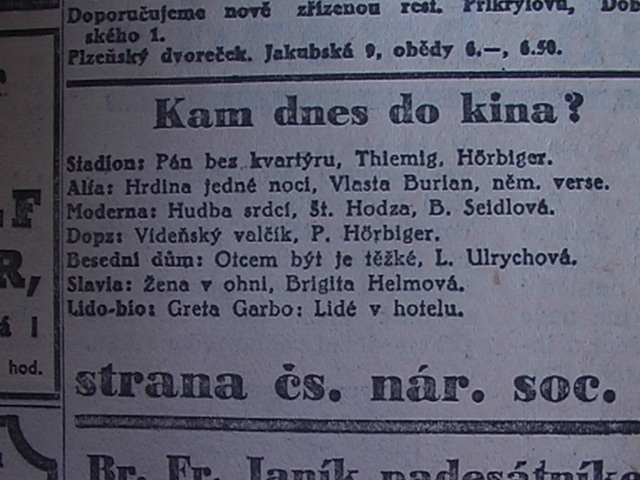 Doporučujeme nově zřízenou rest. Přikrylovu, Dob
ského 1.
Plzeňský dvoreček. Jakubská 9, obědy 6.—, 6.50.
Kam dnes do kina?
Stadion: Pán bez kvartýru, Thiemig, Hörbiger.
Alfa: Hrdina jedné noci, Vlasta Burian, něm. verse.
Moderna: Hudba srdcí, Št. Hodza, B. Seidlová.
Dopz: Vídeňský valčík, P. Hörbiger.
Besední dům: Otcem být je těžké, L. Ulrychová.
Slavia: Žena v ohni, Brigita Helmová.
Lido-bio: Greta Garbo: Lidé v hotelu.
hod.
strana čs. nár. soc.
Br. Fr. Janík padesátníke